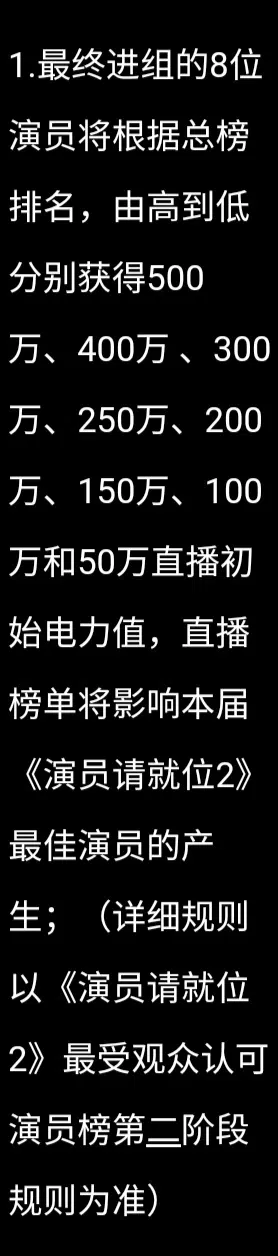 1.最终进组的8位
演员将根据总榜
排名，由高到低
分别获得500
万、400万 、300
万、250万、200
万、150万、100
万和50万直播初
始电力值，直播
榜单将影响本届
《演员请就位2》
最佳演员的产
生；（详细规则
以《演员请就位
2》最受观众认可
演员榜第二阶段
规则为准）